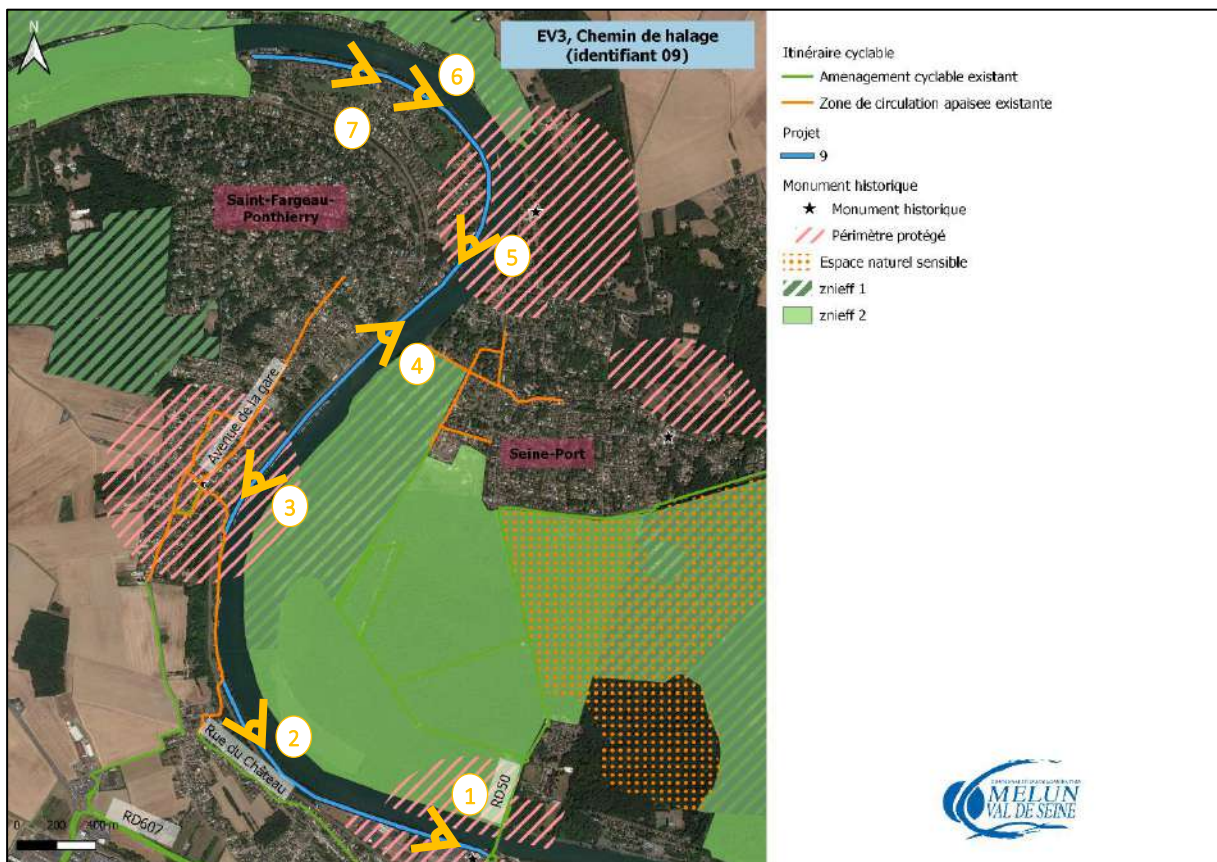 N
EV3, Chemin de halage
(identifiant 09)
6
7
Saint-Fargeau-
Ponthierry
5
4
Avenue de la gare
Seine-Port
3
2
Rue du Château
1
RD50
RD607
0 200 400 m
Itinéraire cyclable
Amenagement cyclable existant
Zone de circulation apaisee existante
Projet
9
Monument historique
Monument historique
Périmètre protégé
Espace naturel sensible
znieff 1
znieff 2
MELUN
VAL DE SEINE